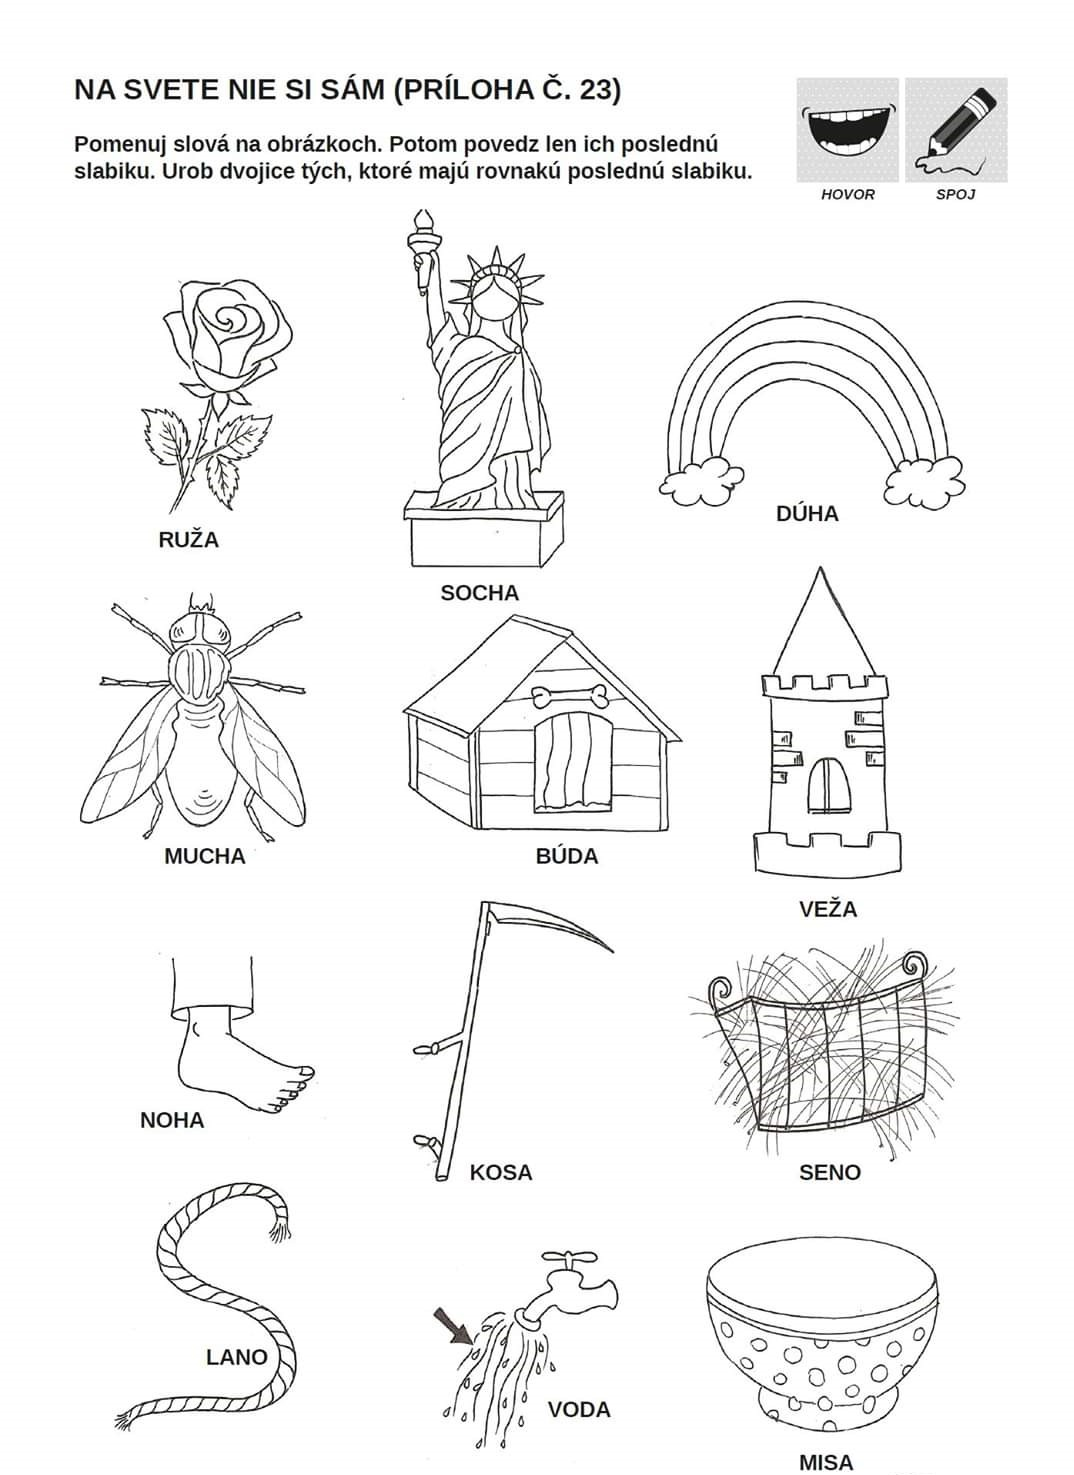 NA SVETE NIE SI SÁM (PRÍLOHA Č. 23)
Pomenuj slová na obrázkoch. Potom povedz len ich poslednú
slabiku. Urob dvojice tých, ktoré majú rovnakú poslednú slabiku.
HOVOR
SPOJ
RUŽA
SOCHA
DÚHA
MUCHA
BÚDA
VEŽA
NOHA
KOSA
SENO
LANO
VODA
MISA